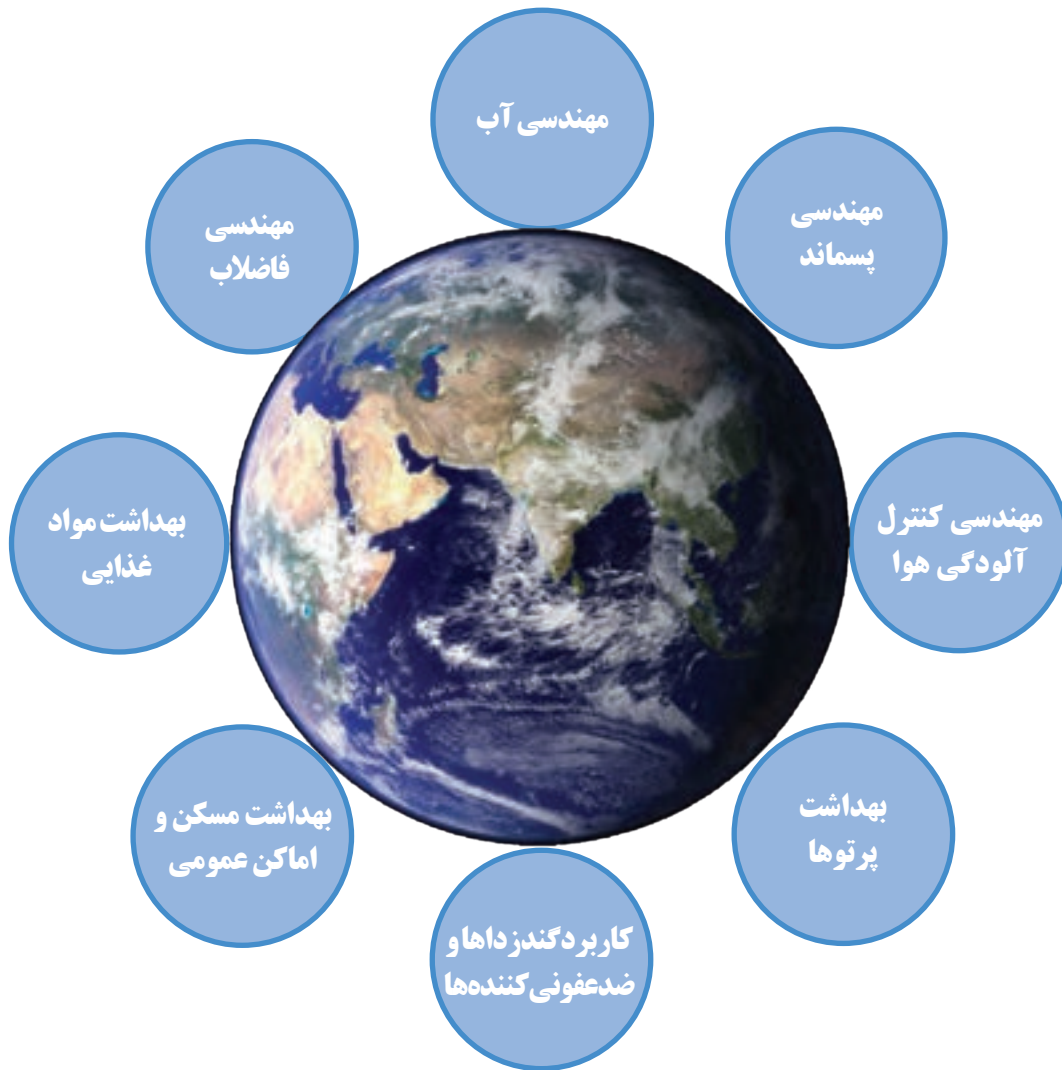 مهندسی آب
مهندسی
پسماند
مهندسی کنترل
آلودگی هوا
بهداشت
پرتوها
کاربرد گندزداها و
ضدعفونی‌کننده‌ها
بهداشت مسکن و
اماکن عمومی
بهداشت مواد
غذایی
مهندسی
فاضلاب